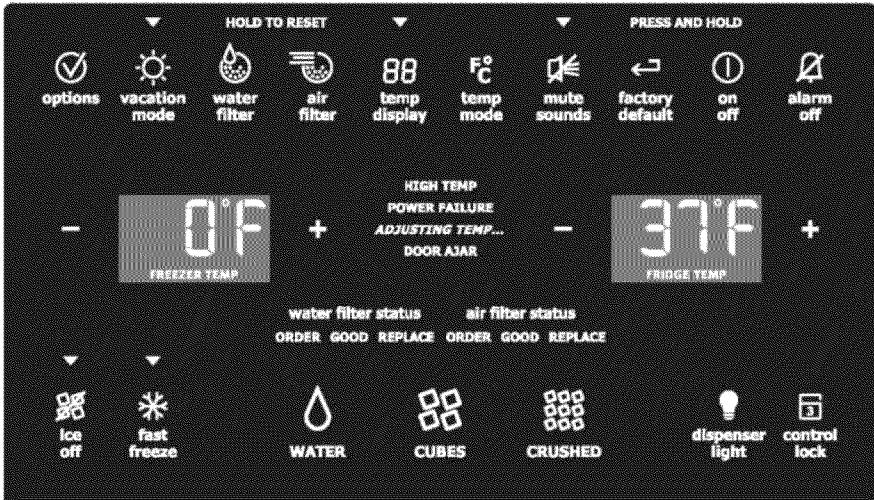 HOLD TO RESET PRESS AND HOLD
options vacation water air temp temp mute factory on alarm
mode filter filter display mode sounds default off off
88 F°C
HIGH TEMP
POWER FAILURE
ADJUSTING TEMP...
DOOR AJAR
− 0°F + − 37°F +
FREEZER TEMP FRIDGE TEMP
water filter status air filter status
ORDER GOOD REPLACE ORDER GOOD REPLACE
ice fast WATER CUBES CRUSHED dispenser control
off freeze light lock
3